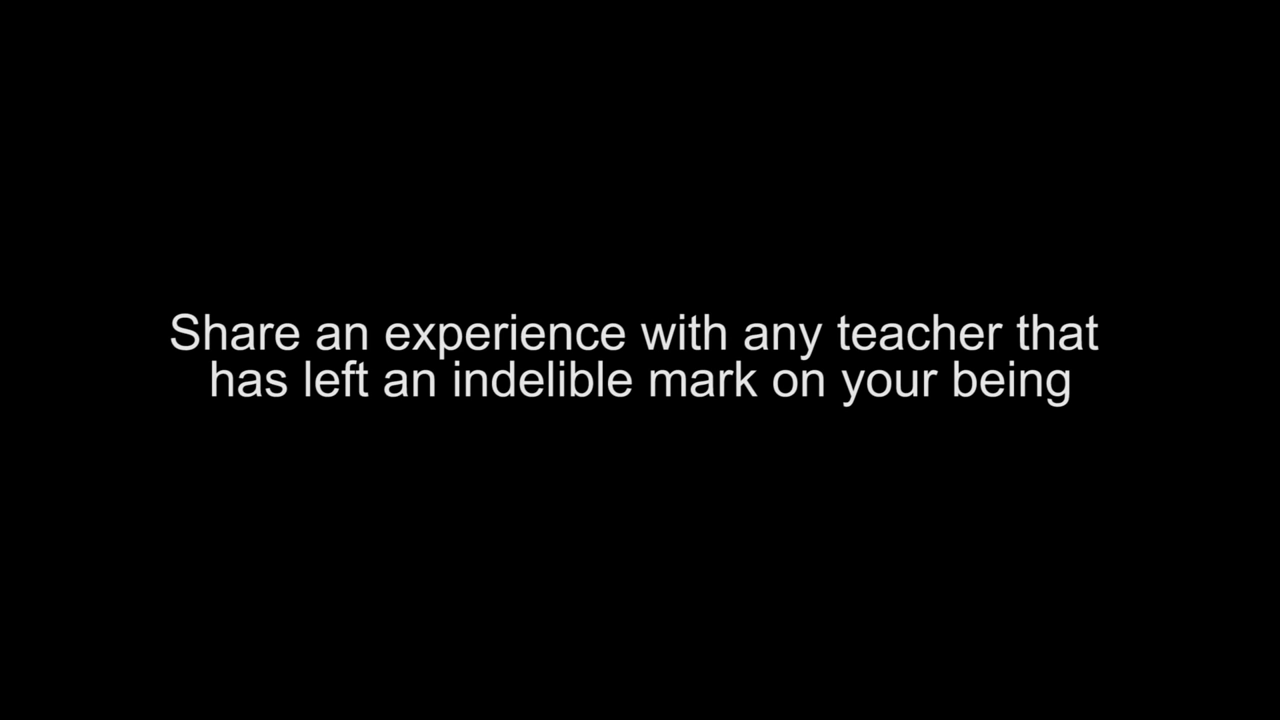 Share an experience with any teacher that
has left an indelible mark on your being